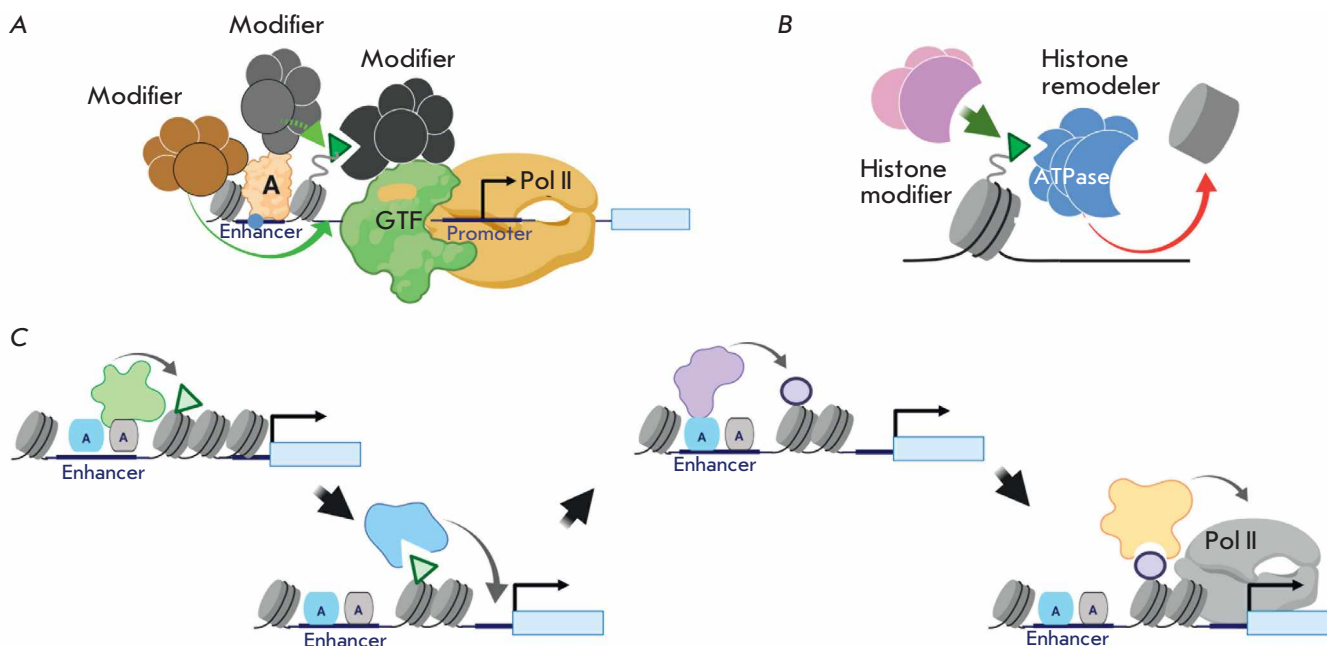 A
Modifier
Modifier
Modifier
A
GTF
Pol II
Enhancer
Promoter
B
Histone
remodeler
Histone
modifier
ATPase
C
A
A
Enhancer
A
A
Enhancer
A
A
Enhancer
Pol II
A
A
Enhancer